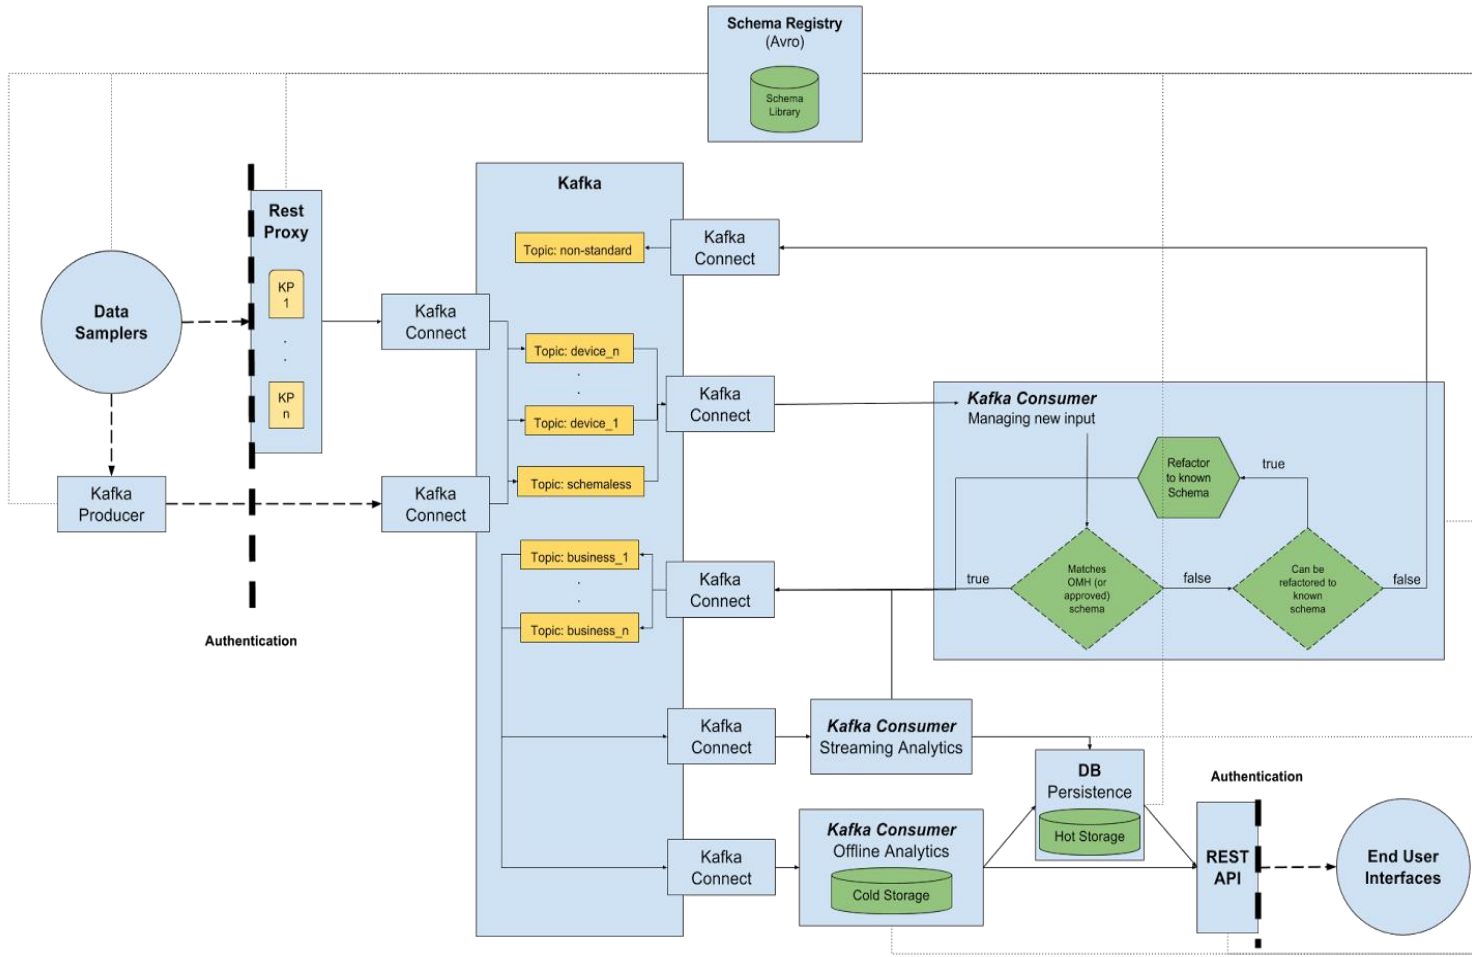 Schema Registry
(Avro)
Schema
Library
Kafka
Rest
Proxy
KP
1
.
.
KP
n
Data
Samplers
Kafka
Producer
Authentication
Kafka
Connect
Kafka
Connect
Topic: non-standard
Kafka
Connect
Topic: device_n
.
.
Topic: device_1
Topic: schemaless
Kafka
Connect
Topic: business_1
.
.
Topic: business_n
Kafka
Connect
Kafka
Connect
Kafka
Connect
Kafka Consumer
Managing new input
Refactor
to known
Schema
true
Matches
OMH (or
approved)
schema
true
false
Can be
refactored to
known
schema
false
Kafka Consumer
Streaming Analytics
Kafka Consumer
Offline Analytics
Cold Storage
DB
Persistence
Hot Storage
Authentication
REST
API
End User
Interfaces